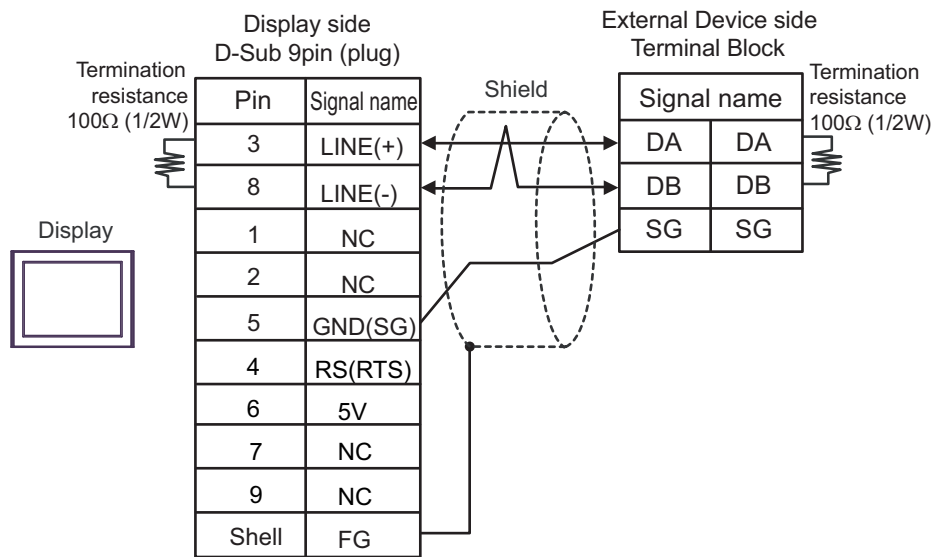 Display side
D-Sub 9pin (plug)
External Device side
Terminal Block
Termination
resistance
100Ω (1/2W)
Shield
Termination
resistance
100Ω (1/2W)
Display
Pin Signal name
3 LINE(+)
8 LINE(-)
1 NC
2 NC
5 GND(SG)
4 RS(RTS)
6 5V
7 NC
9 NC
Shell FG
Signal name
DA DA
DB DB
SG SG